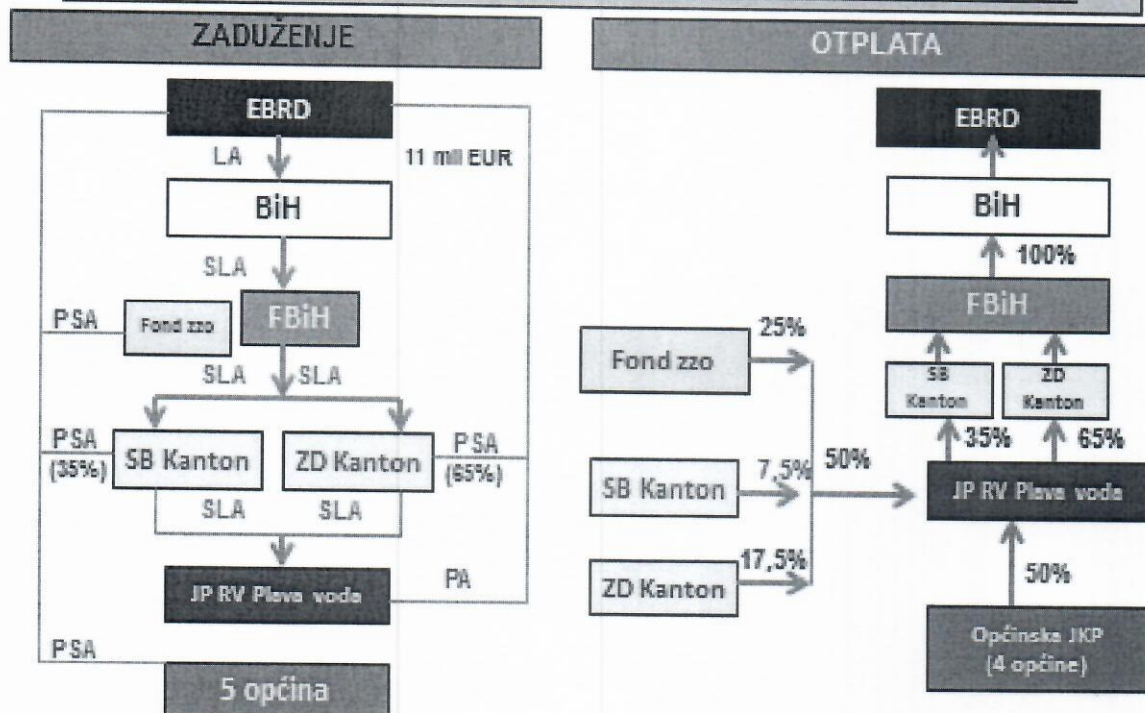 ZADUŽENJE
EBRD
LA
11 mil EUR
BiH
SLA
PSA
Fond zzo
FBiH
SLA
SLA
PSA
(35%)
SB Kanton
ZD Kanton
PSA
(65%)
SLA
SLA
JP RV Plava voda
PA
PSA
5 općina
OTPLATA
EBRD
BiH
100%
FBiH
25%
Fond zzo
SB
Kanton
ZD
Kanton
35%
65%
SB Kanton
7,5%
50%
JP RV Plava voda
ZD Kanton
17,5%
50%
Općinska JKP
(4 općine)